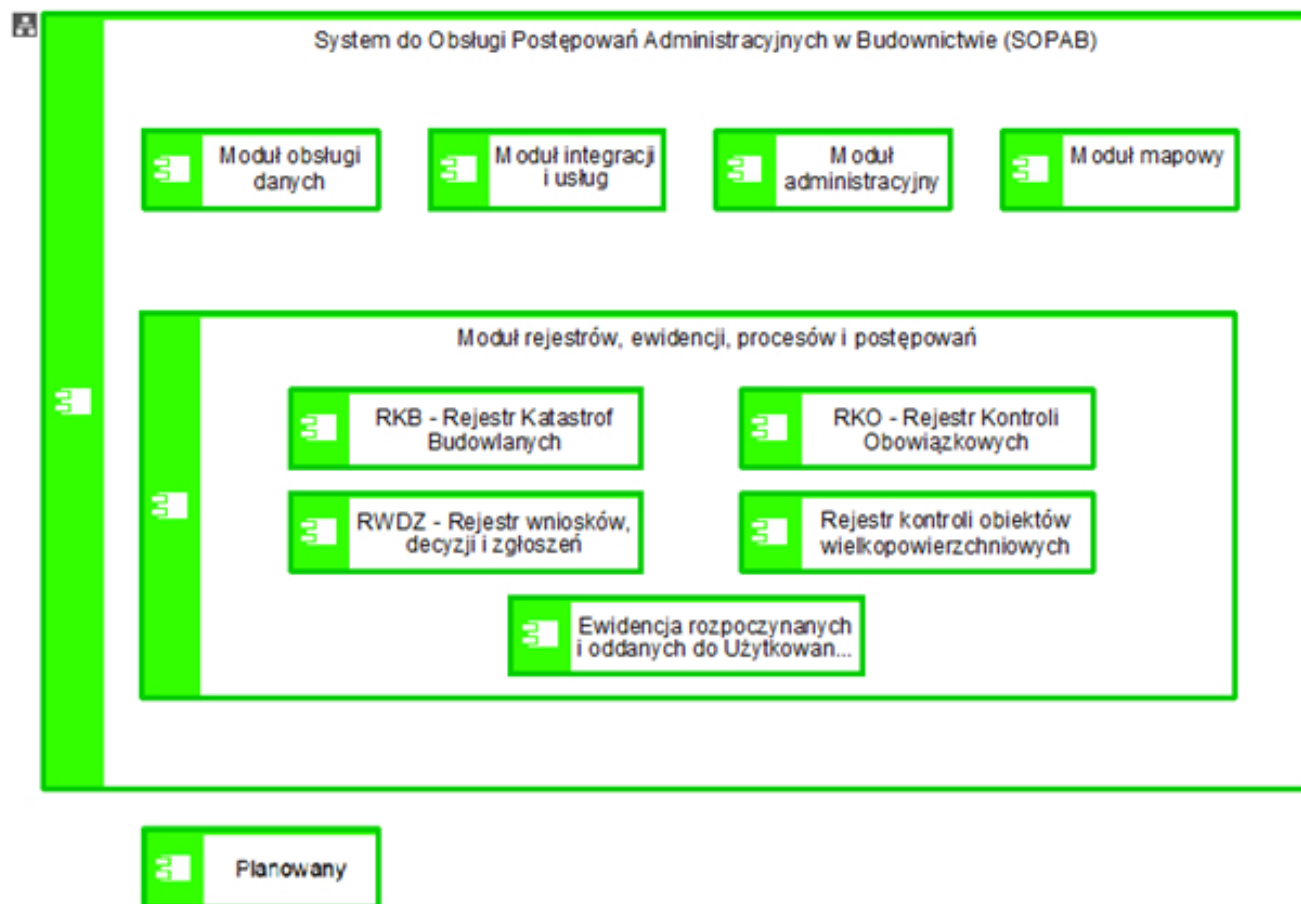 System do Obsługi Postępowań Administracyjnych w Budownictwie (SOPAB)
Moduł obsługi
danych
Moduł integracji
i usług
Moduł
administracyjny
Moduł mapowy
Moduł rejestrów, ewidencji, procesów i postępowań
RKB - Rejestr Katastrof
Budowlanych
RKO - Rejestr Kontroli
Obowiązkowych
RWDZ - Rejestr wniosków,
decyzji i zgłoszeń
Rejestr kontroli obiektów
wielkopowierzchniowych
Ewidencja rozpoczynanych
i oddanych do Użytkowan...
Planowany